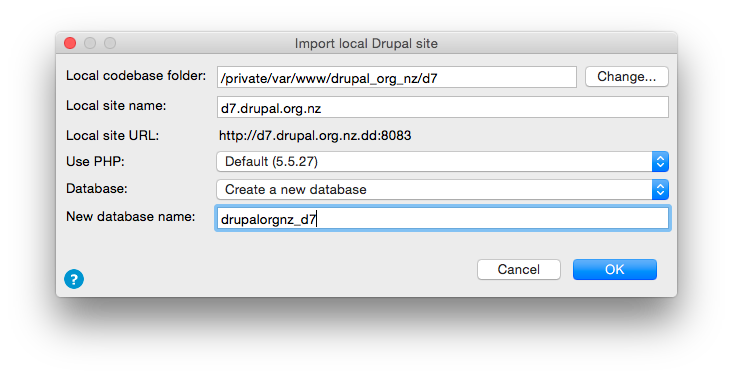 Import local Drupal site
Local codebase folder: /private/var/www/drupal_org_nz/d7 Change...
Local site name: d7.drupal.org.nz
Local site URL: http://d7.drupal.org.nz.dd:8083
Use PHP: Default (5.5.27)
Database: Create a new database
New database name: drupalorgnz_d7
? Cancel OK